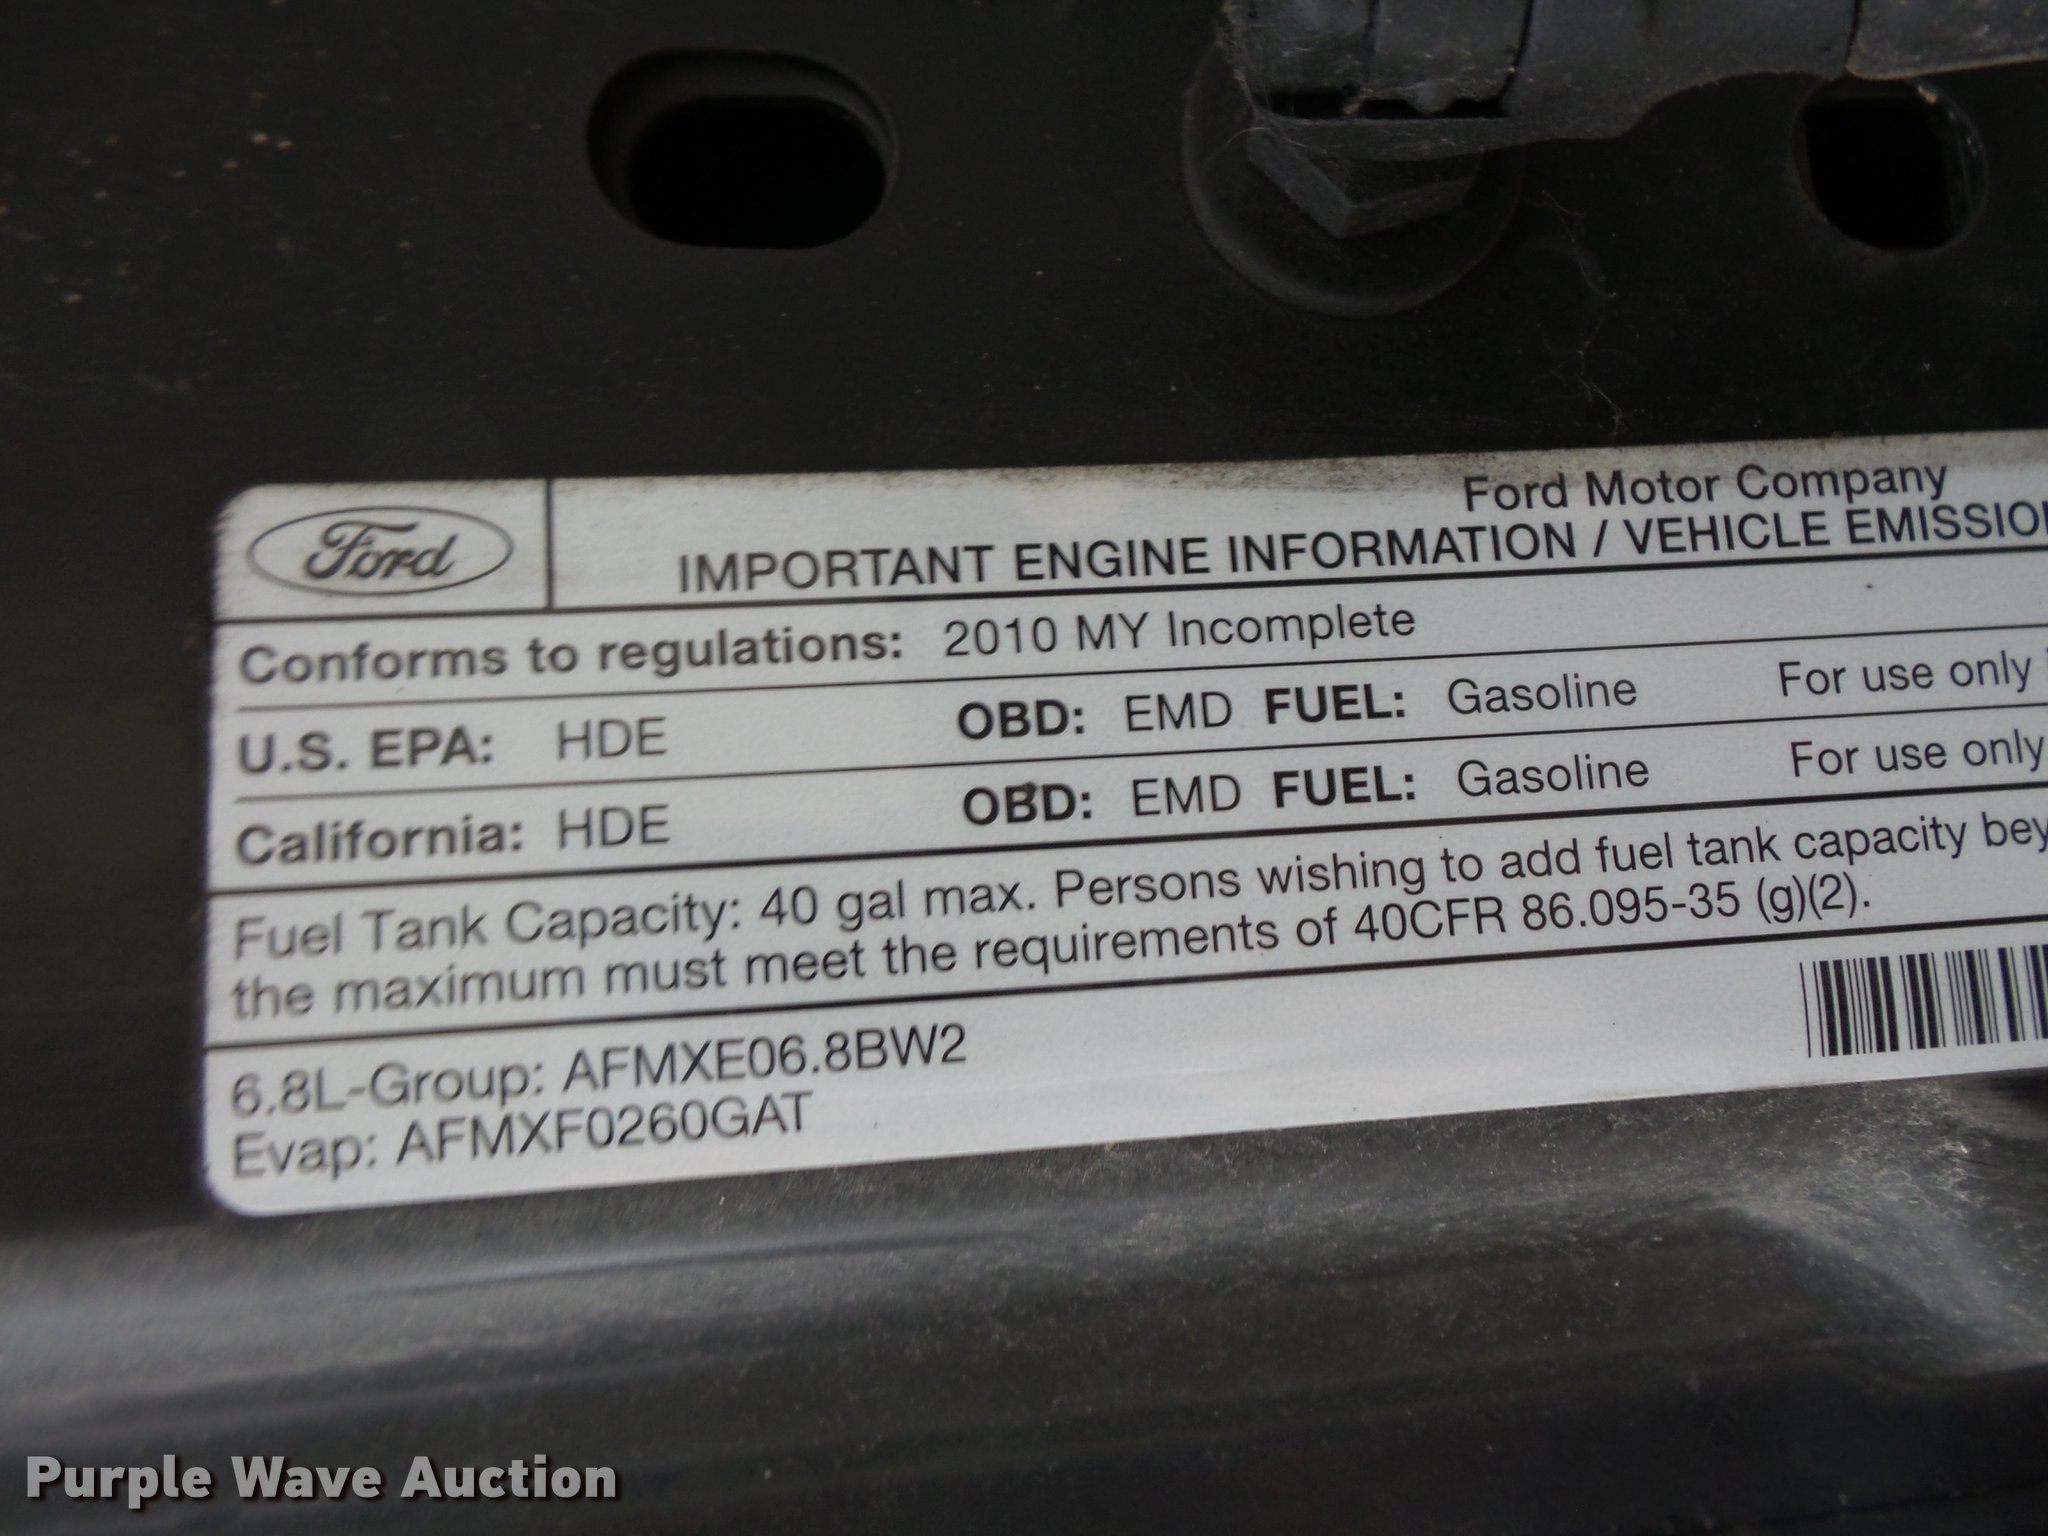 Ford
Ford Motor Company
IMPORTANT ENGINE INFORMATION / VEHICLE
Conforms to regulations: 2010 MY Incomplete
U.S. EPA: HDE OBD: EMD FUEL: Gasoline For use only
California: HDE OBD: EMD FUEL: Gasoline For use only
Fuel Tank Capacity: 40 gal max. Persons wishing to add fuel tank capacity
the maximum must meet the requirements of 40CFR 86.095-35 (g)(2).
6.8L-Group: AFMXE06.8BW2
Evap: AFMXF0260GAT
Purple Wave Auction